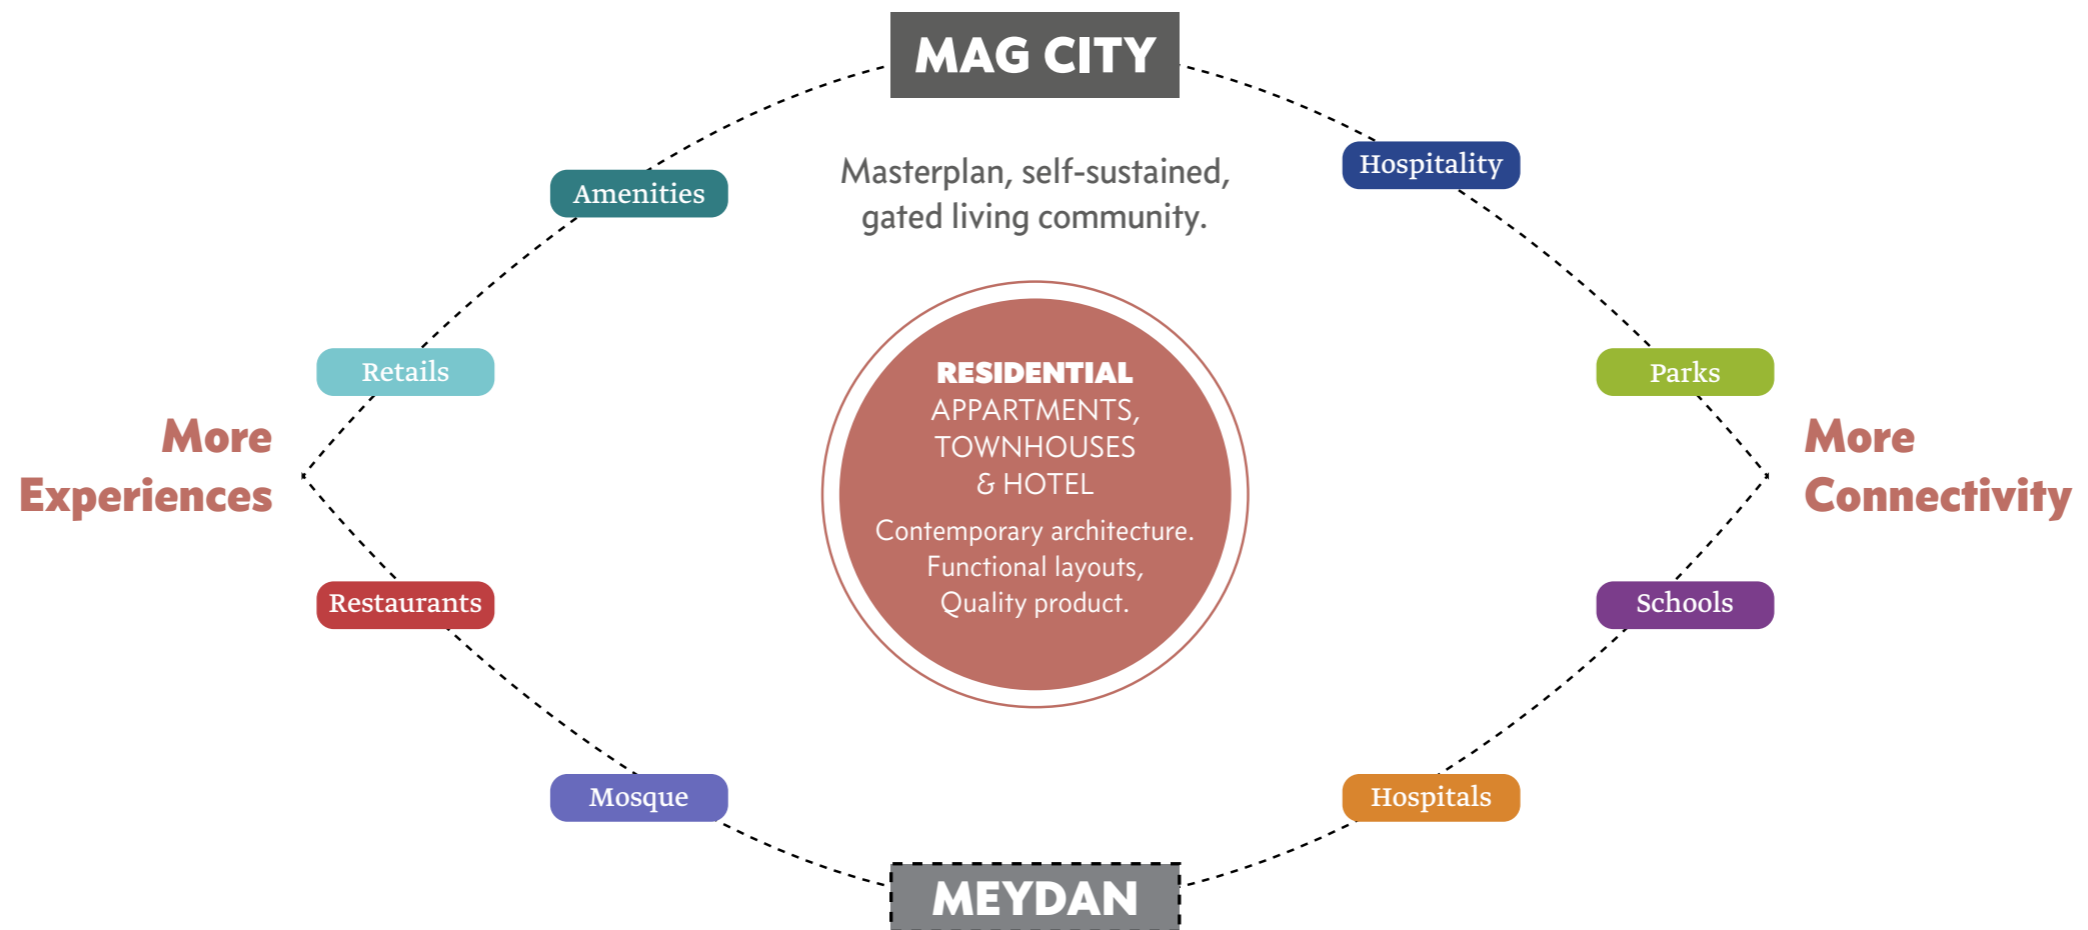 MAG CITY
Masterplan, self-sustained,
gated living community.
Hospitality
Amenities
Retails
Parks
More
Experiences
RESIDENTIAL
APPARTMENTS,
TOWNHOUSES
& HOTEL
Contemporary architecture.
Functional layouts,
Quality product.
More
Connectivity
Restaurants
Schools
Mosque
Hospitals
MEYDAN